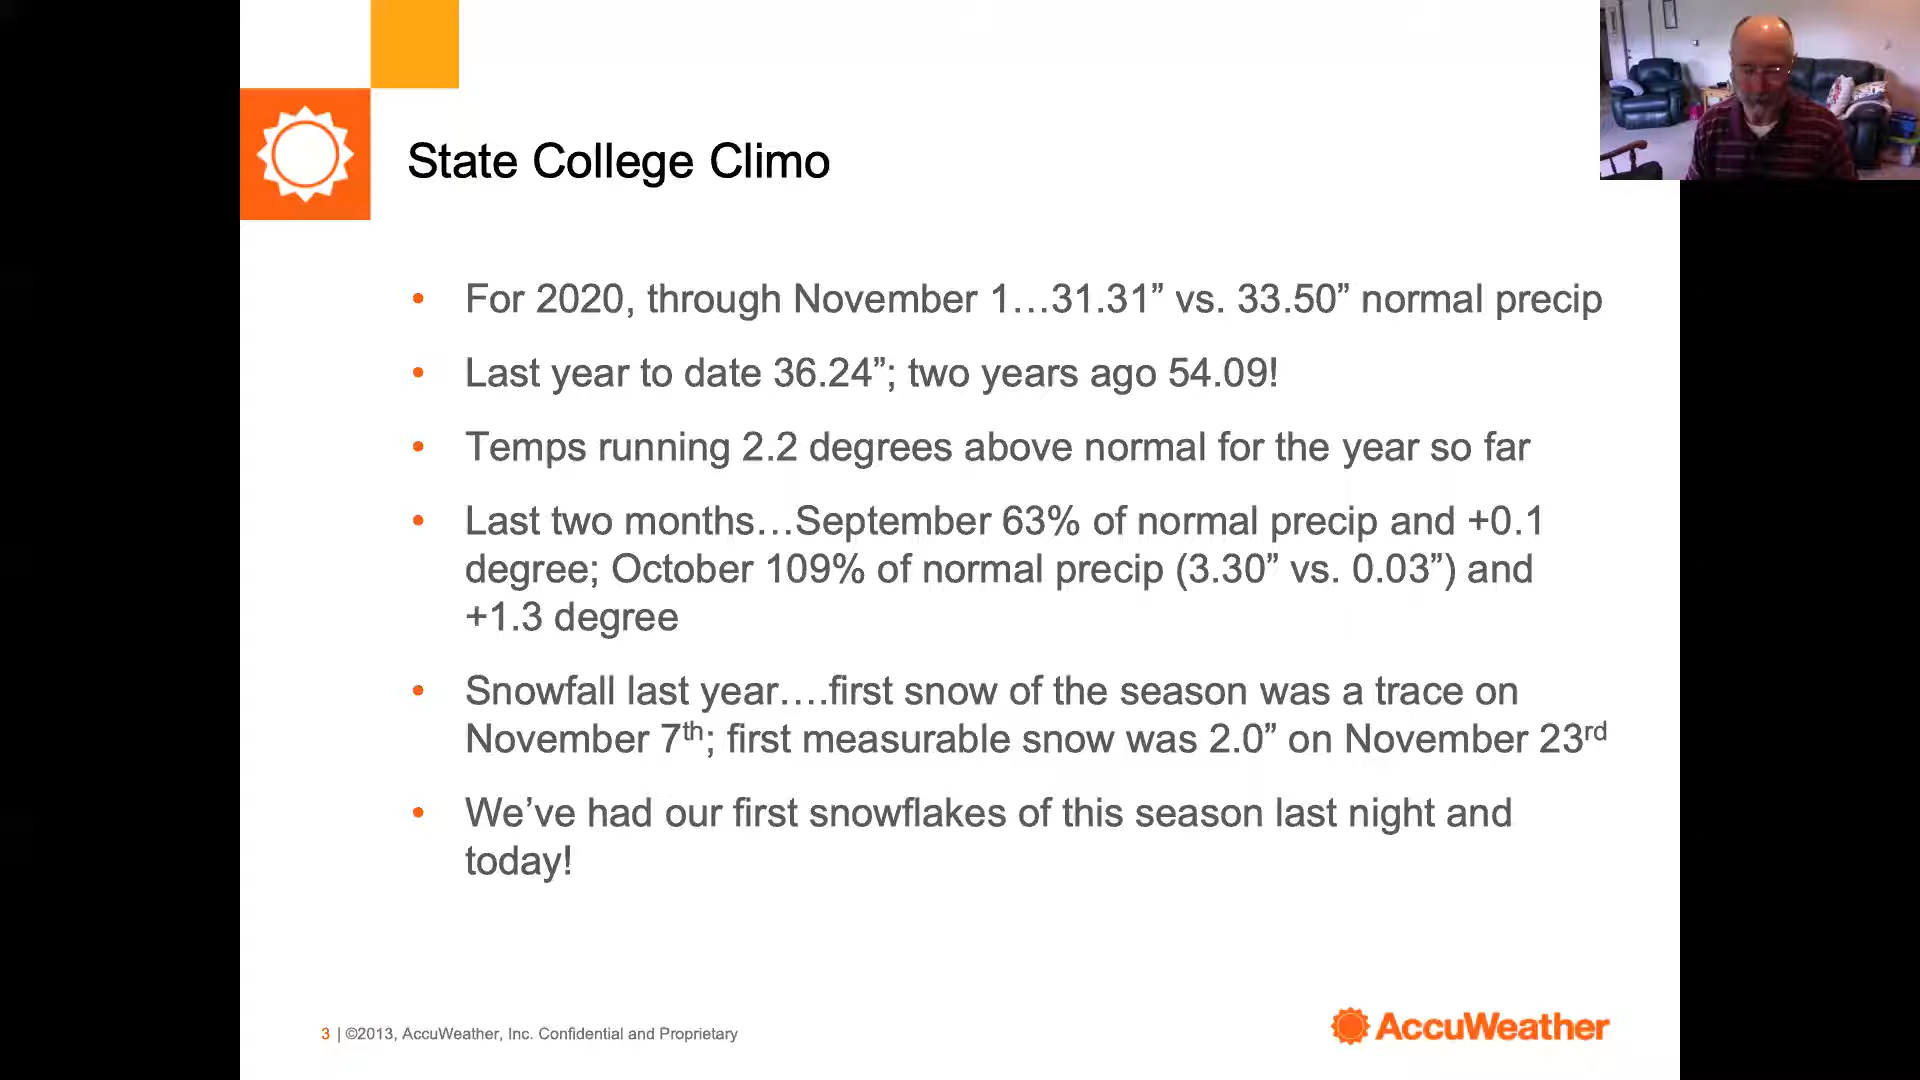 State College Climo
• For 2020, through November 1…31.31” vs. 33.50” normal precip
• Last year to date 36.24”; two years ago 54.09!
• Temps running 2.2 degrees above normal for the year so far
• Last two months…September 63% of normal precip and +0.1
degree; October 109% of normal precip (3.30” vs. 0.03”) and
+1.3 degree
• Snowfall last year….first snow of the season was a trace on
November 7th; first measurable snow was 2.0” on November 23rd
• We’ve had our first snowflakes of this season last night and
today!
3 | ©2013, AccuWeather, Inc. Confidential and Proprietary
AccuWeather